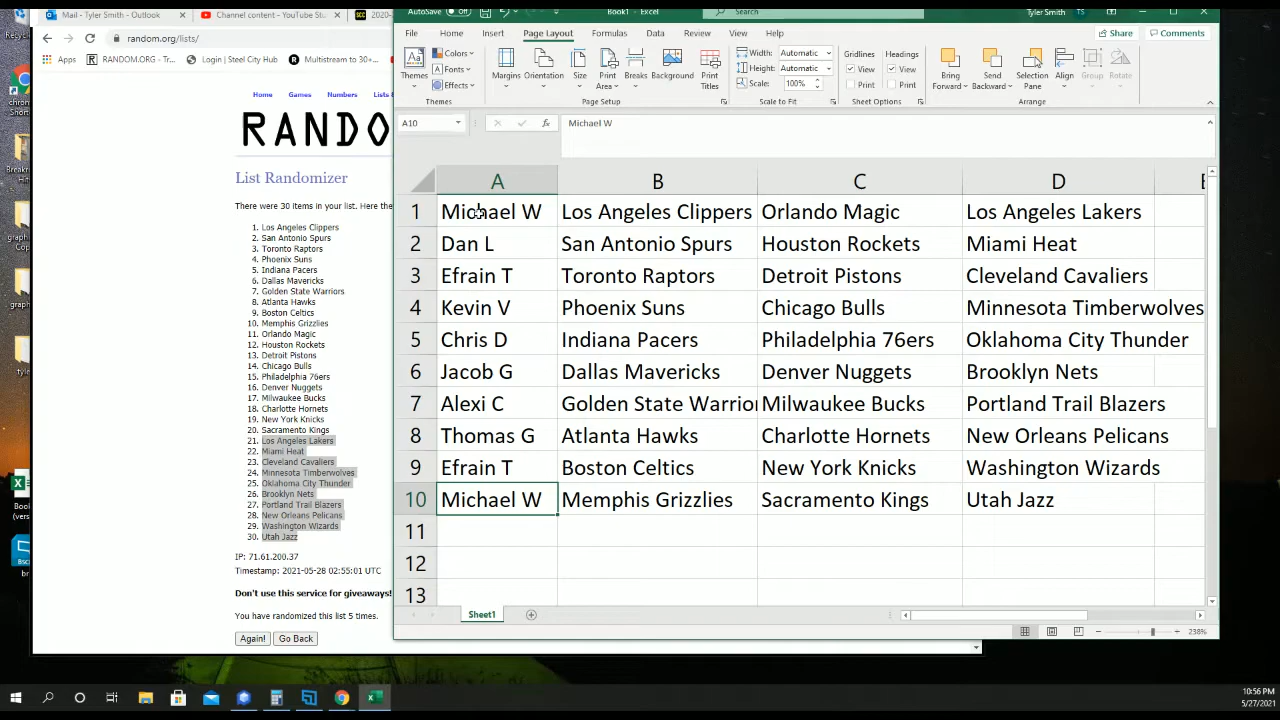 Mail - Tyler Smith - Outlook
Channel content - YouTube Stu
2020-
AutoSave Off
Book1 - Excel
Search
Tyler Smith TS
random.org/lists/
File Home Insert Page Layout Formulas Data Review View Help
Share Comments
Apps
RANDOM.ORG - Tr...
Login | Steel City Hub
Multistream to 30+...
Colors
Fonts
Effects
Themes
Margins Orientation Size Print Area Breaks Background Print Titles
Width: Automatic
Height: Automatic
Scale: 100%
Gridlines Headings
View View
Print Print
Bring Forward Send Backward Selection Pane Align Group Rotate
Themes Page Setup Scale to Fit Sheet Options Arrange
Home Games Numbers Lists &
RANDO
A10 Michael W
List Randomizer
There were 30 items in your list. Here the
1. Los Angeles Clippers
2. San Antonio Spurs
3. Toronto Raptors
4. Phoenix Suns
5. Indiana Pacers
6. Dallas Mavericks
7. Golden State Warriors
8. Atlanta Hawks
9. Boston Celtics
10. Memphis Grizzlies
11. Orlando Magic
12. Houston Rockets
13. Detroit Pistons
14. Chicago Bulls
15. Philadelphia 76ers
16. Denver Nuggets
17. Milwaukee Bucks
18. Charlotte Hornets
19. New York Knicks
20. Sacramento Kings
21. Los Angeles Lakers
22. Miami Heat
23. Cleveland Cavaliers
24. Minnesota Timberwolves
25. Oklahoma City Thunder
26. Brooklyn Nets
27. Portland Trail Blazers
28. New Orleans Pelicans
29. Washington Wizards
30. Utah Jazz
IP: 71.61.200.37
Timestamp: 2021-05-28 02:55:01 UTC
Don't use this service for giveaways!
You have randomized this list 5 times.
Again! Go Back
A B C D E
1 Michael W Los Angeles Clippers Orlando Magic Los Angeles Lakers
2 Dan L San Antonio Spurs Houston Rockets Miami Heat
3 Efrain T Toronto Raptors Detroit Pistons Cleveland Cavaliers
4 Kevin V Phoenix Suns Chicago Bulls Minnesota Timberwolves
5 Chris D Indiana Pacers Philadelphia 76ers Oklahoma City Thunder
6 Jacob G Dallas Mavericks Denver Nuggets Brooklyn Nets
7 Alexi C Golden State Warrior Milwaukee Bucks Portland Trail Blazers
8 Thomas G Atlanta Hawks Charlotte Hornets New Orleans Pelicans
9 Efrain T Boston Celtics New York Knicks Washington Wizards
10 Michael W Memphis Grizzlies Sacramento Kings Utah Jazz
11
12
13
Sheet1
238%
10:56 PM
5/27/2021